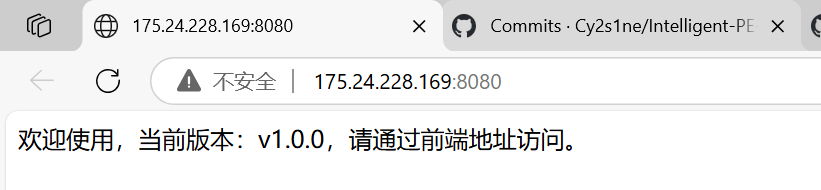 175.24.228.169:8080
Commits · Cy2s1ne/Intelligent-PE
不安全
175.24.228.169:8080
欢迎使用，当前版本：v1.0.0，请通过前端地址访问。